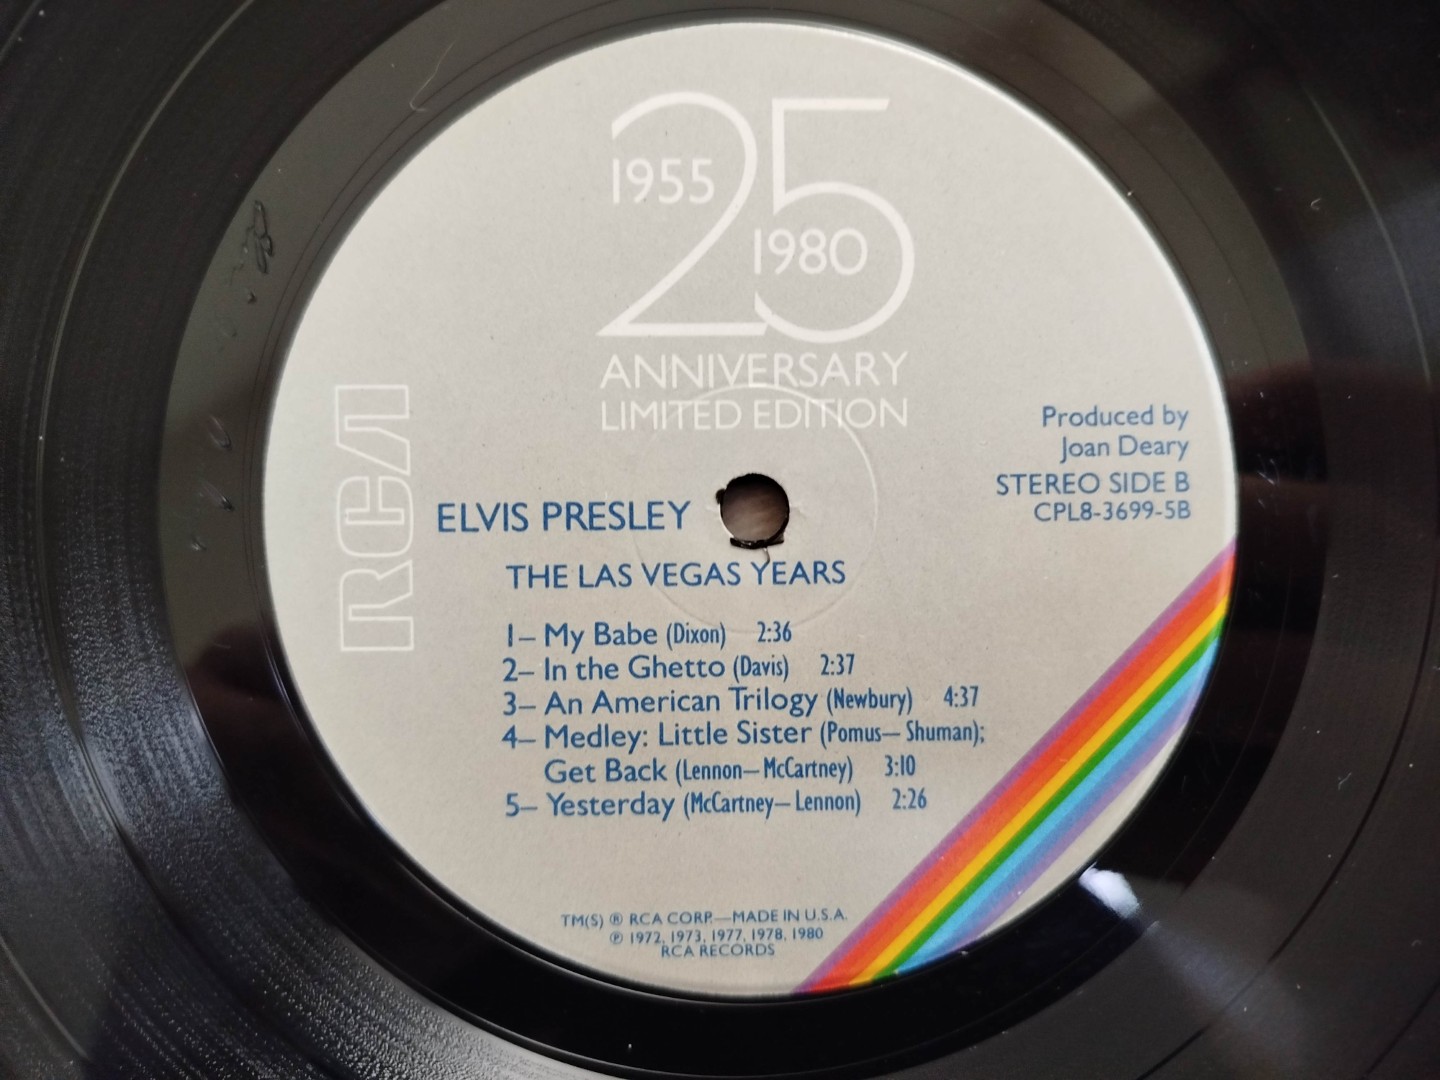 1955
25
1980
ANNIVERSARY
LIMITED EDITION
RCA
Produced by
Joan Deary
STEREO SIDE B
CPL8-3699-5B
ELVIS PRESLEY
THE LAS VEGAS YEARS
1– My Babe (Dixon) 2:36
2– In the Ghetto (Davis) 2:37
3– An American Trilogy (Newbury) 4:37
4– Medley: Little Sister (Pomus— Shuman);
Get Back (Lennon—McCartney) 3:10
5– Yesterday (McCartney—Lennon) 2:26
TM(S) ® RCA CORP.—MADE IN U.S.A.
℗ 1972, 1973, 1977, 1978, 1980
RCA RECORDS